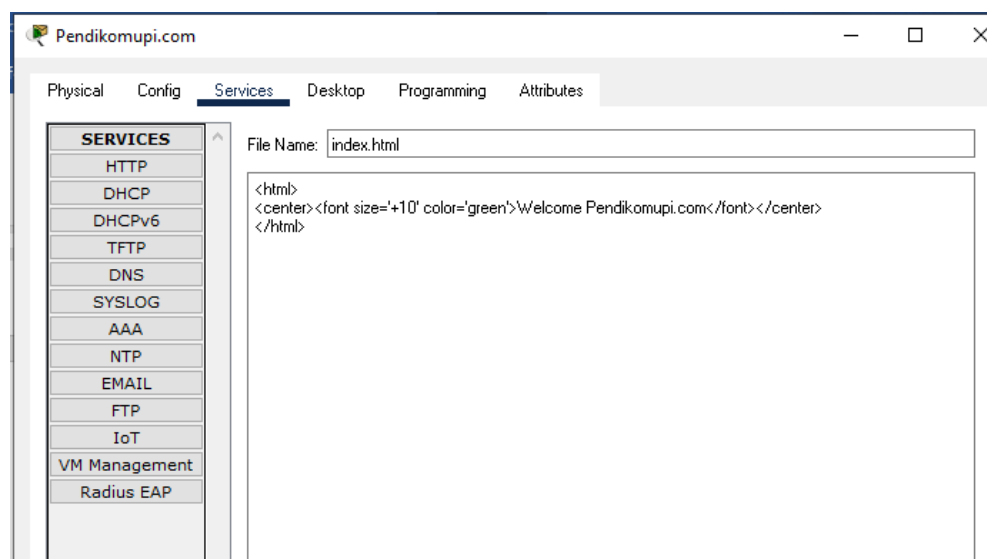 Pendikomupi.com
Physical Config Services Desktop Programming Attributes
SERVICES
HTTP
DHCP
DHCPv6
TFTP
DNS
SYSLOG
AAA
NTP
EMAIL
FTP
IoT
VM Management
Radius EAP
File Name: index.html
<html>
<center><font size='+10' color='green'>Welcome Pendikomupi.com</font></center>
</html>